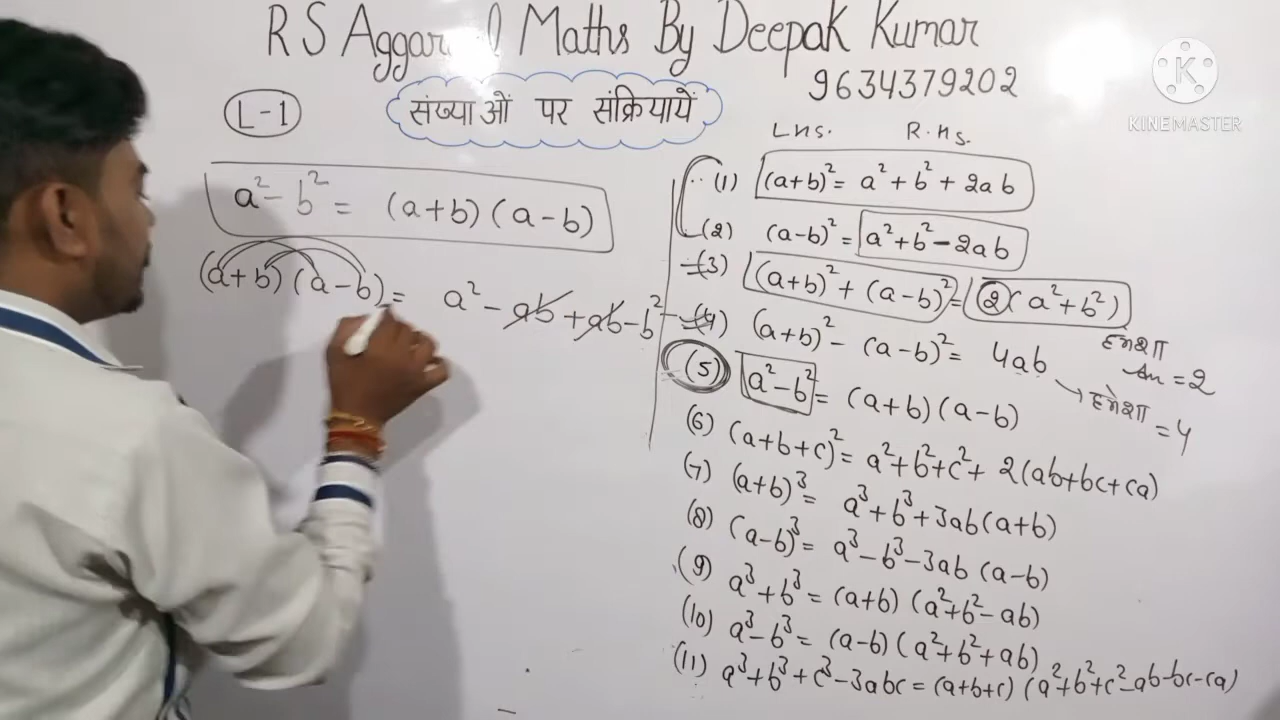 R S Aggarwal Maths By Deepak Kumar
9634379202
KINEMASTER
L-1
संख्याओं पर संक्रियायें
a² - b² = (a+b) (a-b)
(a+b) (a-b) = a² - ab + ab - b²
L.H.S. R.H.S.
(1) (a+b)² = a² + b² + 2ab
(2) (a-b)² = a² + b² - 2ab
(3) (a+b)² + (a-b)² = 2(a² + b²)
हमेशा
Ans = 2
(4) (a+b)² - (a-b)² = 4ab
→ हमेशा = 4
(5) a² - b² = (a+b) (a-b)
(6) (a+b+c)² = a² + b² + c² + 2(ab+bc+ca)
(7) (a+b)³ = a³ + b³ + 3ab(a+b)
(8) (a-b)³ = a³ - b³ - 3ab (a-b)
(9) a³ + b³ = (a+b) (a² + b² - ab)
(10) a³ - b³ = (a-b) (a² + b² + ab)
(11) a³ + b³ + c³ - 3abc = (a+b+c) (a² + b² + c² - ab - bc - ca)